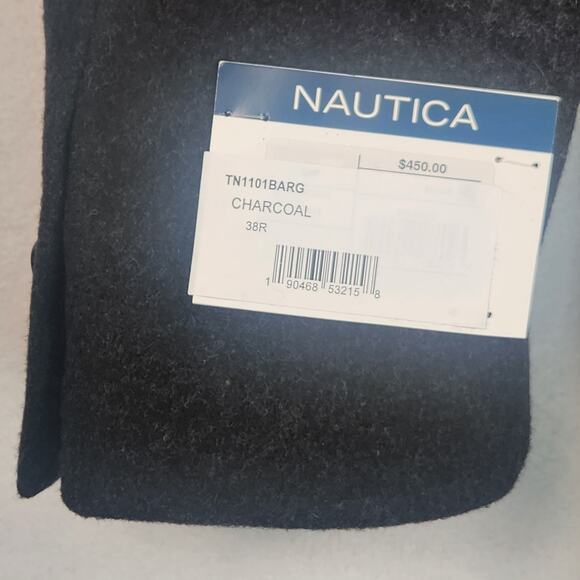 NAUTICA
$450.00
TN1101BARG
CHARCOAL
38R
1 90468 53215 8